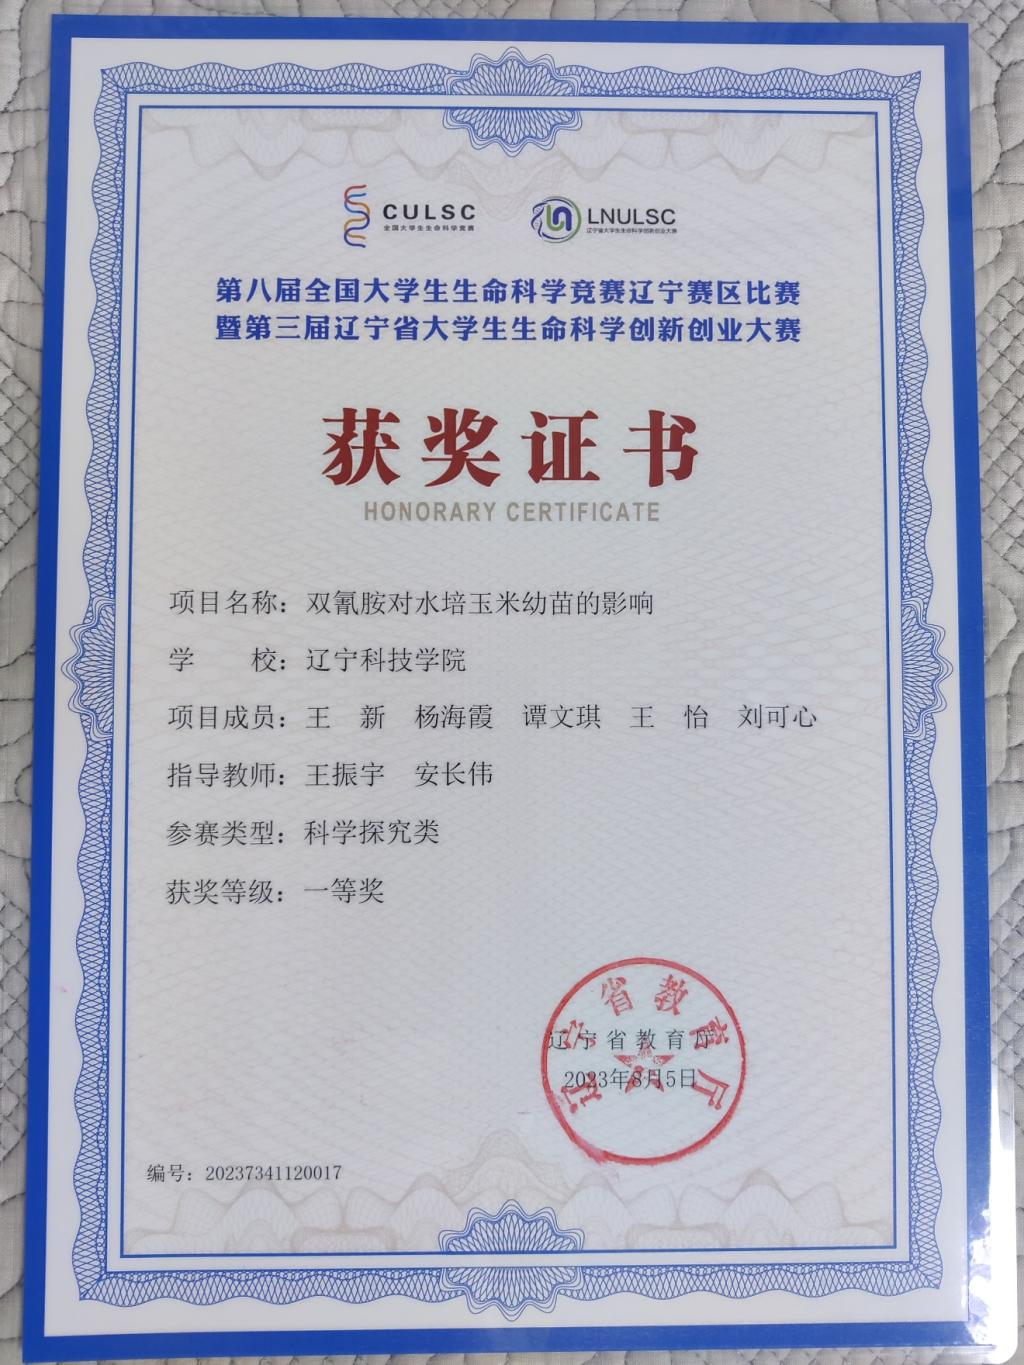 CULSC
全国大学生生命科学竞赛
LNULSC
辽宁省大学生生命科学创新创业大赛
第八届全国大学生生命科学竞赛辽宁赛区比赛
暨第三届辽宁省大学生生命科学创新创业大赛
获奖证书
HONORARY CERTIFICATE
项目名称：双氰胺对水培玉米幼苗的影响
学　　校：辽宁科技学院
项目成员：王　新　杨海霞　谭文琪　王　怡　刘可心
指导教师：王振宇　安长伟
参赛类型：科学探究类
获奖等级：一等奖
辽宁省教育厅
辽宁省教育厅
2023年8月5日
编号：20237341120017